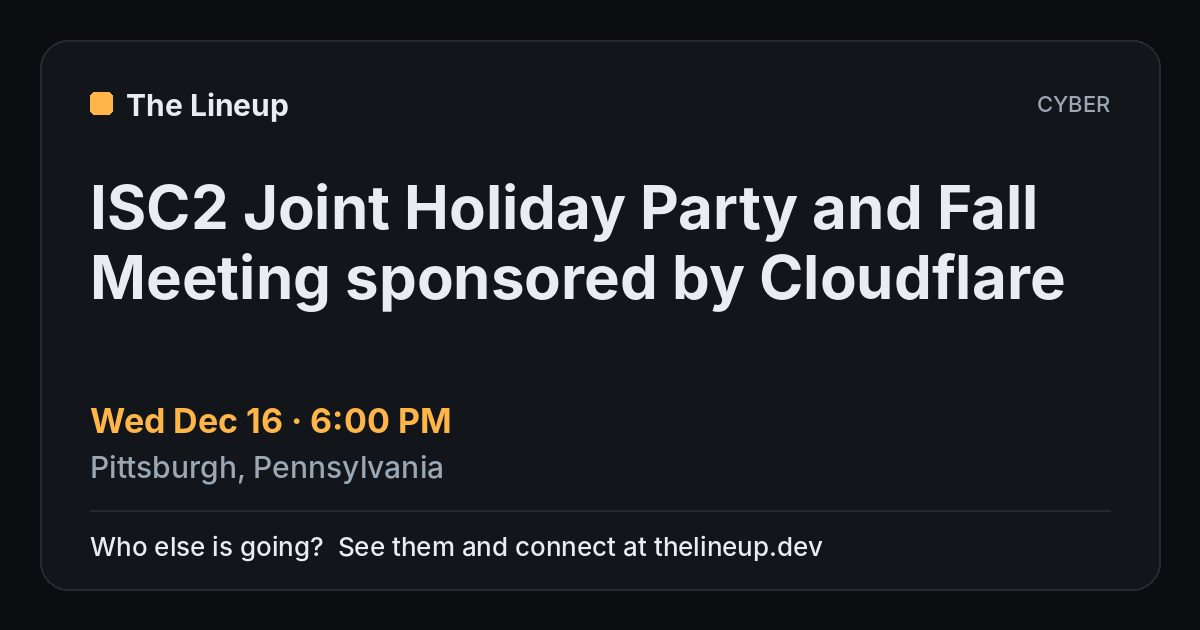 The Lineup
CYBER
ISC2 Joint Holiday Party and Fall
Meeting sponsored by Cloudflare
Wed Dec 16 · 6:00 PM
Pittsburgh, Pennsylvania
Who else is going?  See them and connect at thelineup.dev